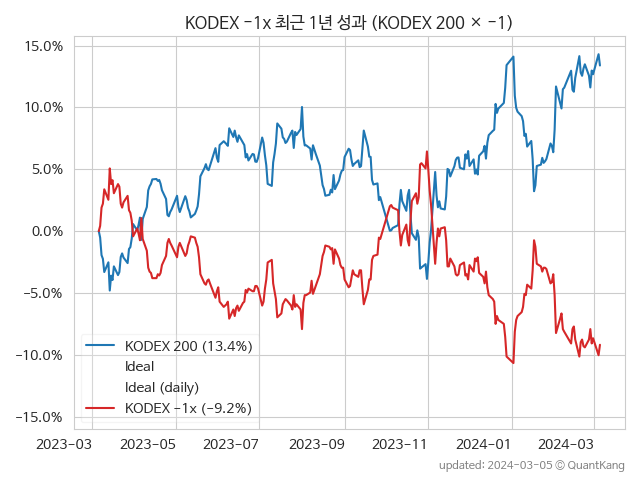 KODEX -1x 최근 1년 성과 (KODEX 200 × -1)
15.0%
10.0%
5.0%
0.0%
-5.0%
-10.0%
-15.0%
KODEX 200 (13.4%)
Ideal
Ideal (daily)
KODEX -1x (-9.2%)
2023-03 2023-05 2023-07 2023-09 2023-11 2024-01 2024-03
updated: 2024-03-05 © QuantKang